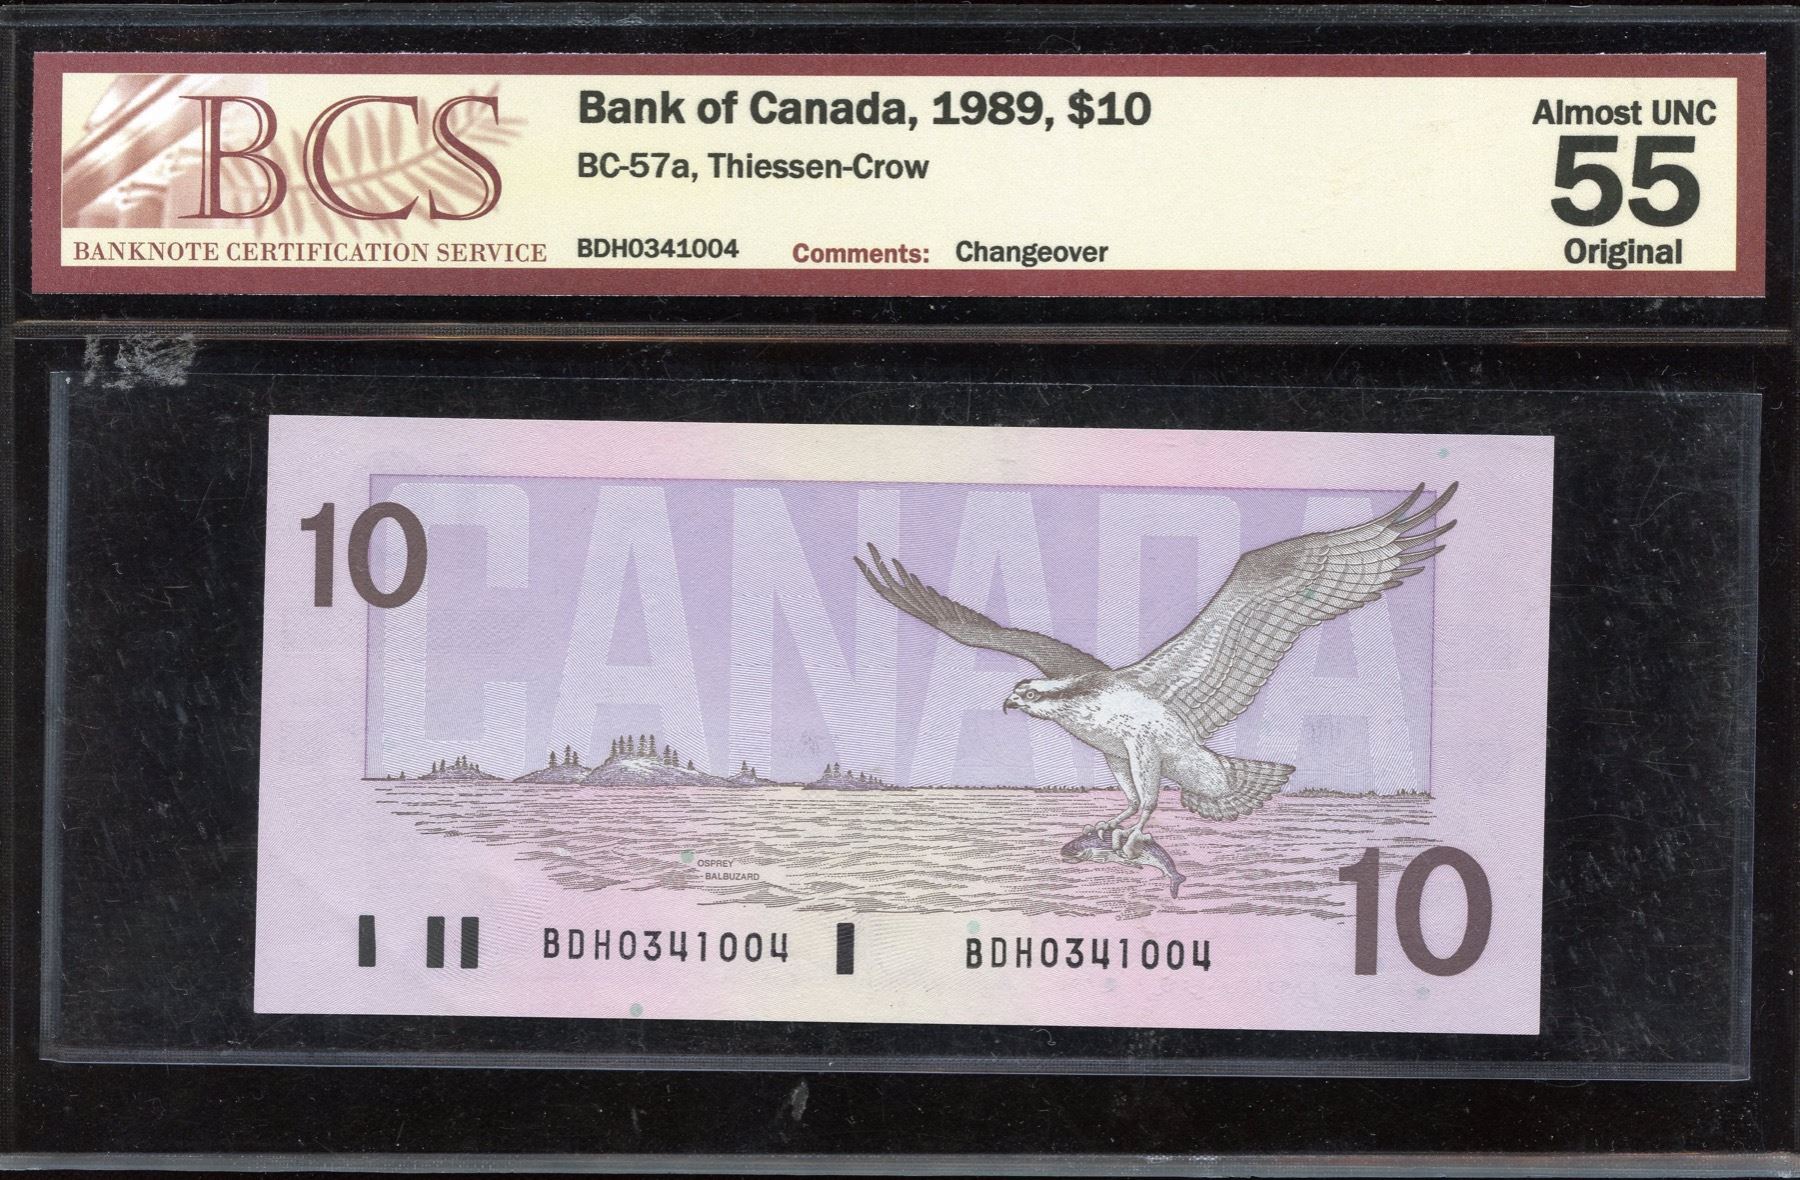 BCS
BANKNOTE CERTIFICATION SERVICE
Bank of Canada, 1989, $10
BC-57a, Thiessen-Crow
BDH0341004 Comments: Changeover
Almost UNC
55
Original
CANADA
10
OSPREY
- BALBUZARD
10
BDH0341004 BDH0341004